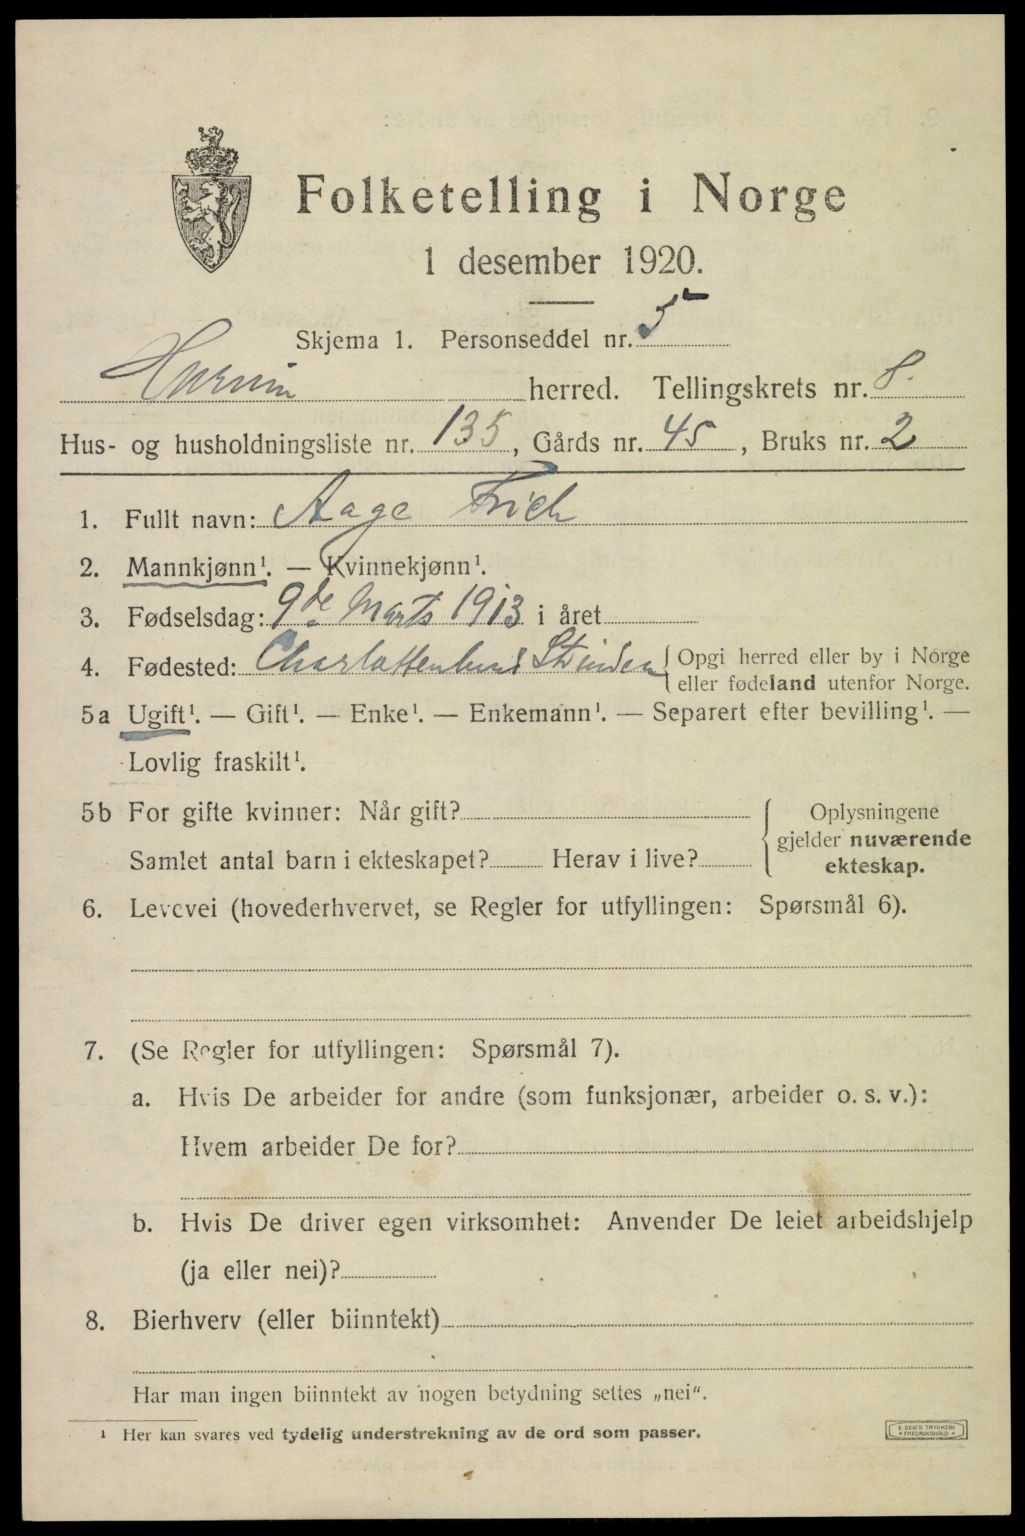 Folketelling i Norge
1 desember 1920.
Skjema 1. Personseddel nr. 5
Hurum herred. Tellingskrets nr. 8.
Hus- og husholdningsliste nr. 135, Gårds nr. 45, Bruks nr. 2
1. Fullt navn: Aage Frich
2. Mannkjønn¹. — Kvinnekjønn¹.
3. Fødselsdag: 9de Marts 1913 i året
4. Fødested: Charlottenlund Strinden { Opgi herred eller by i Norge
eller fødeland utenfor Norge.
5a Ugift¹. — Gift¹. — Enke¹. — Enkemann¹. — Separert efter bevilling¹. —
Lovlig fraskilt¹.
5b For gifte kvinner: Når gift?
Samlet antal barn i ekteskapet? Herav i live?
Oplysningene
gjelder nuværende
ekteskap.
6. Levevei (hovederhvervet, se Regler for utfyllingen: Spørsmål 6).
7. (Se Regler for utfyllingen: Spørsmål 7).
a. Hvis De arbeider for andre (som funksjonær, arbeider o. s. v.):
Hvem arbeider De for?
b. Hvis De driver egen virksomhet: Anvender De leiet arbeidshjelp
(ja eller nei)?
8. Bierhverv (eller biinntekt)
Har man ingen biinntekt av nogen betydning settes „nei“.
¹ Her kan svares ved tydelig understrekning av de ord som passer.
E. SEM'S TRYKKERI
FREDRIKSHALD